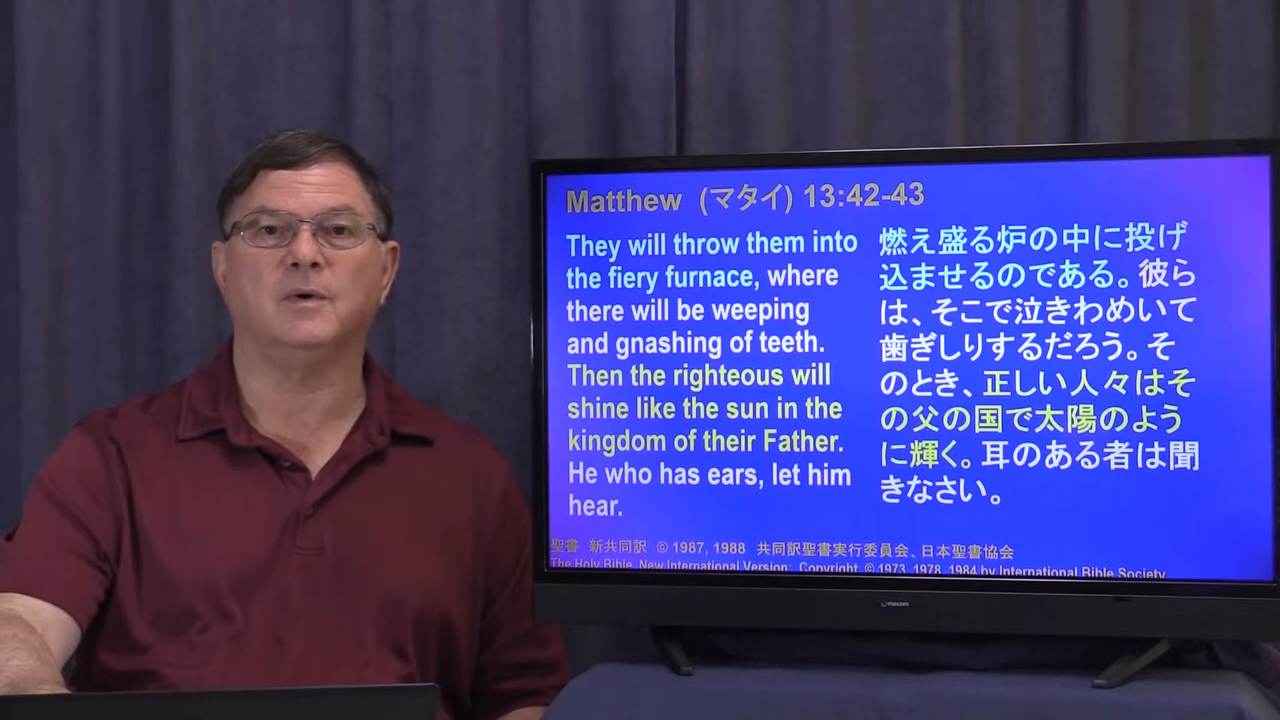 Matthew (マタイ) 13:42-43
They will throw them into
the fiery furnace, where
there will be weeping
and gnashing of teeth.
Then the righteous will
shine like the sun in the
kingdom of their Father.
He who has ears, let him
hear.
燃え盛る炉の中に投げ
込ませるのである。彼ら
は、そこで泣きわめいて
歯ぎしりするだろう。そ
のとき、正しい人々はそ
の父の国で太陽のよう
に輝く。耳のある者は聞
きなさい。
聖書 新共同訳 © 1987, 1988 共同訳聖書実行委員会、日本聖書協会
The Holy Bible, New International Version; Copyright © 1973, 1978, 1984 by International Bible Society